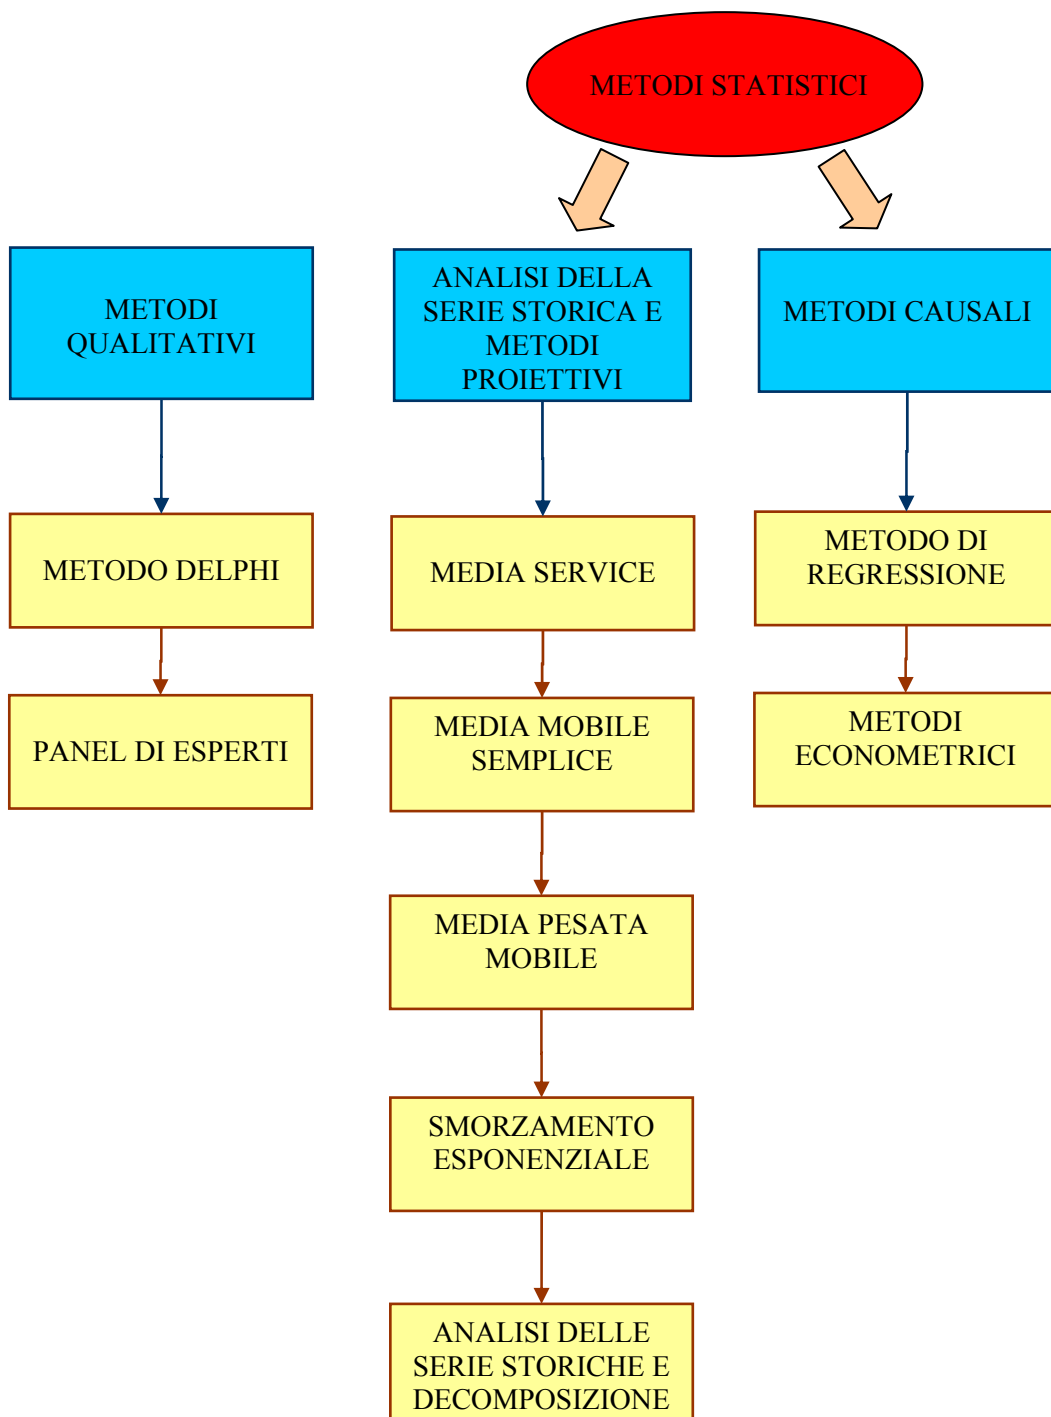 METODI STATISTICI
METODI
QUALITATIVI
ANALISI DELLA
SERIE STORICA E
METODI
PROIETTIVI
METODI CAUSALI
METODO DELPHI
MEDIA SERVICE
METODO DI
REGRESSIONE
PANEL DI ESPERTI
MEDIA MOBILE
SEMPLICE
METODI
ECONOMETRICI
MEDIA PESATA
MOBILE
SMORZAMENTO
ESPONENZIALE
ANALISI DELLE
SERIE STORICHE E
DECOMPOSIZIONE